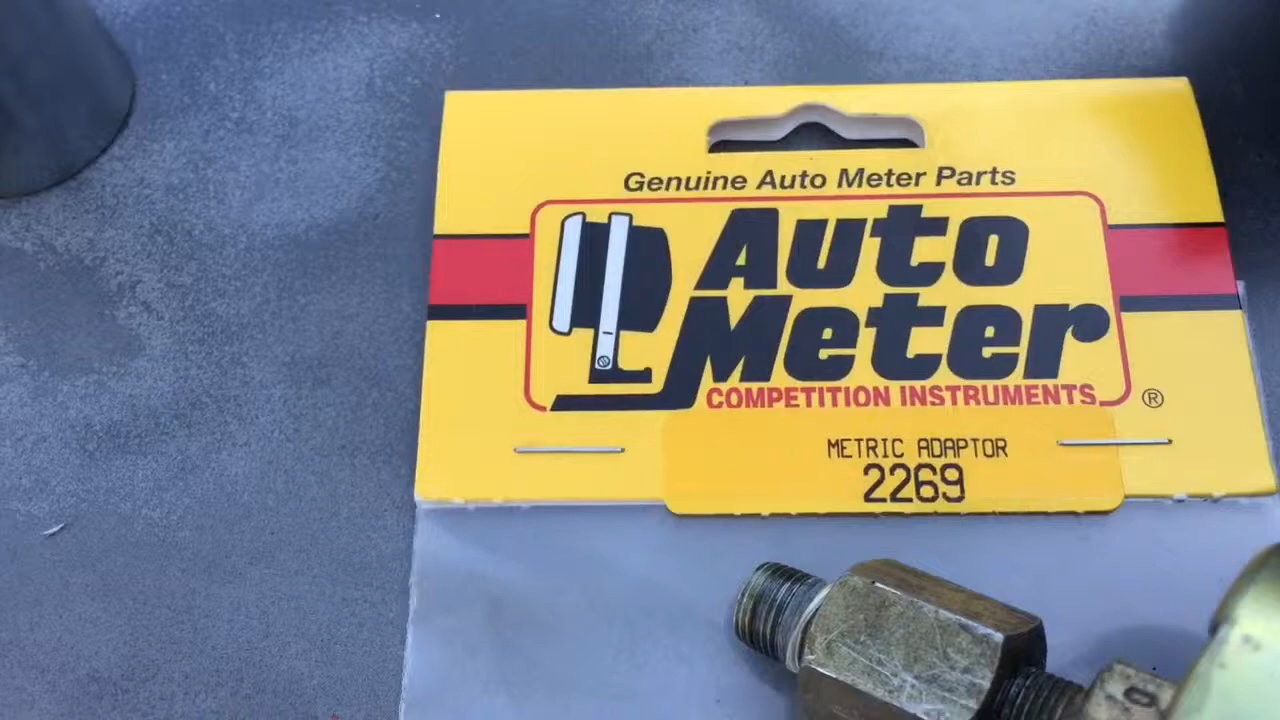 Genuine Auto Meter Parts
Auto
Meter
COMPETITION INSTRUMENTS
®
METRIC ADAPTOR
2269